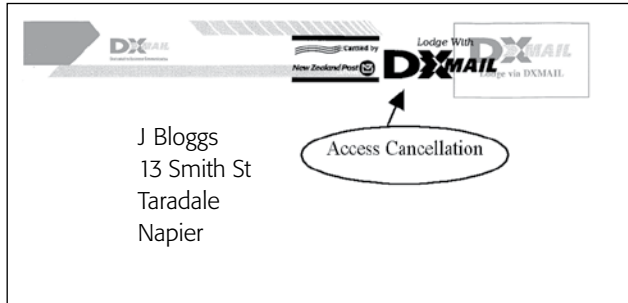 DXMAIL
Carried by
New Zealand Post
Lodge With
DXMAIL
DXMAIL
Lodge via DXMAIL
Access Cancellation
J Bloggs
13 Smith St
Taradale
Napier